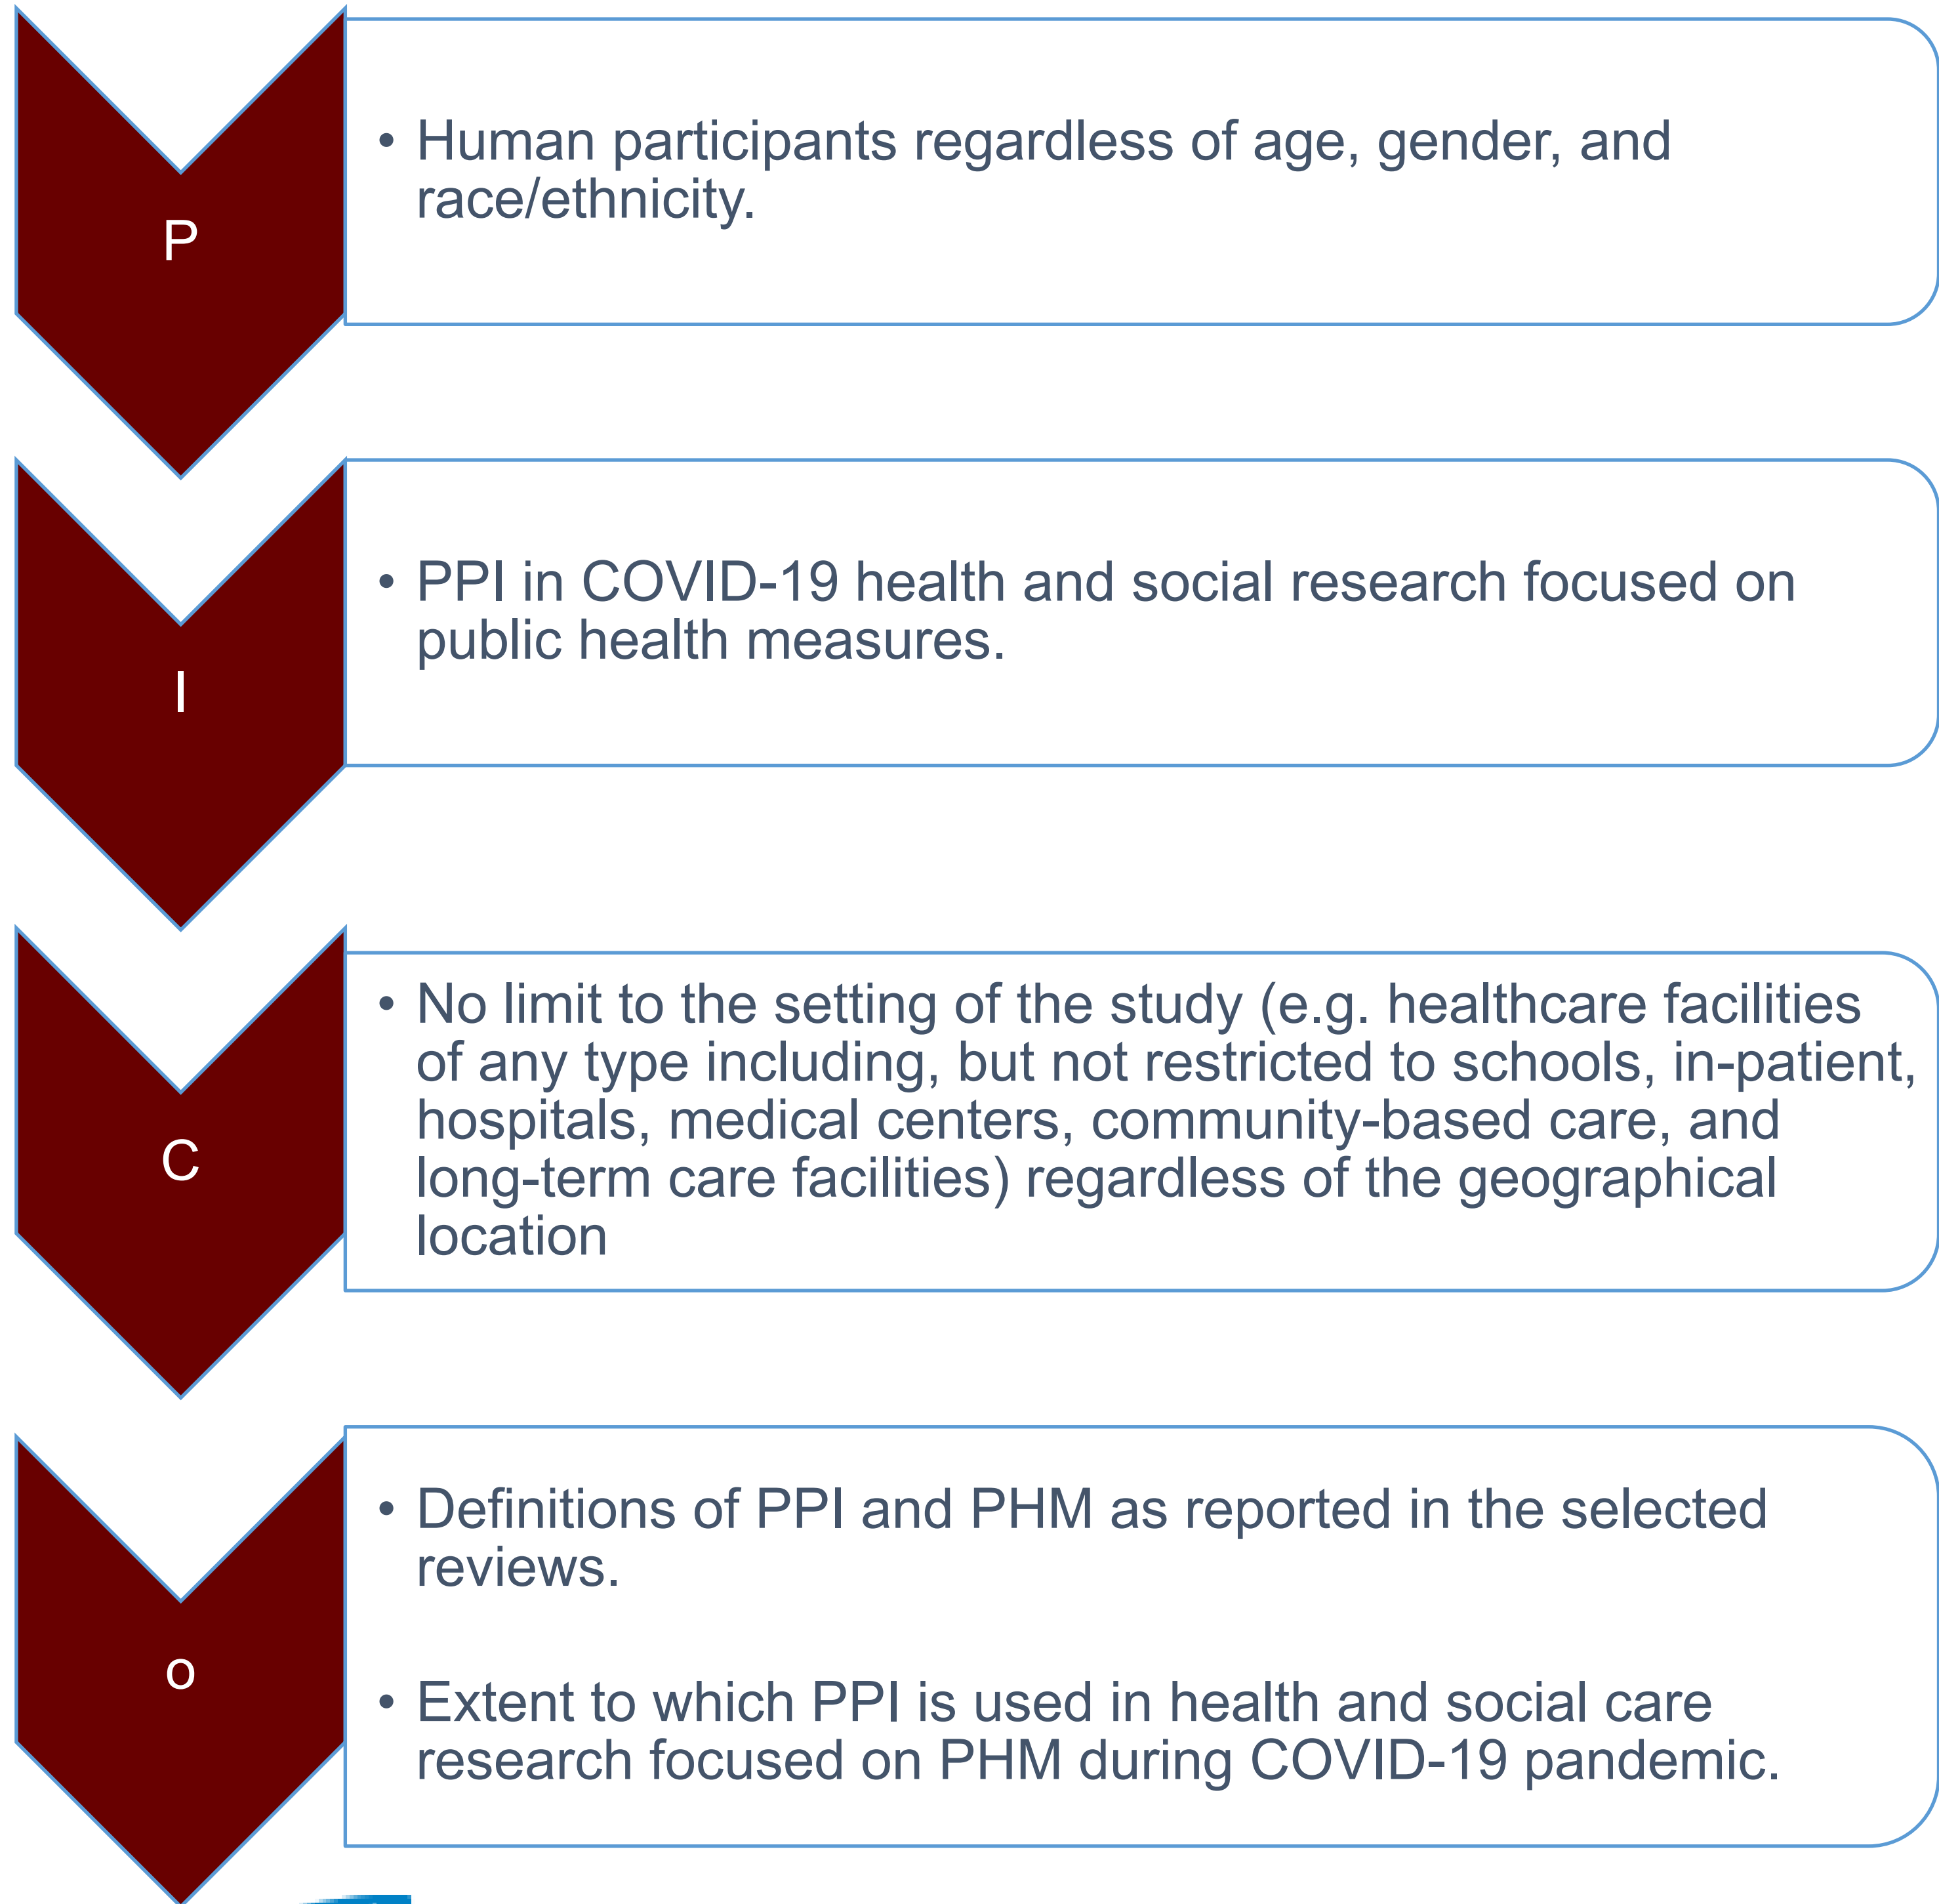 P
• Human participants regardless of age, gender, and
race/ethnicity.
I
• PPI in COVID-19 health and social research focused on
public health measures.
C
• No limit to the setting of the study (e.g. healthcare facilities
of any type including, but not restricted to schools, in-patient,
hospitals, medical centers, community-based care, and
long-term care facilities) regardless of the geographical
location
o
• Definitions of PPI and PHM as reported in the selected
reviews.
• Extent to which PPI is used in health and social care
research focused on PHM during COVID-19 pandemic.